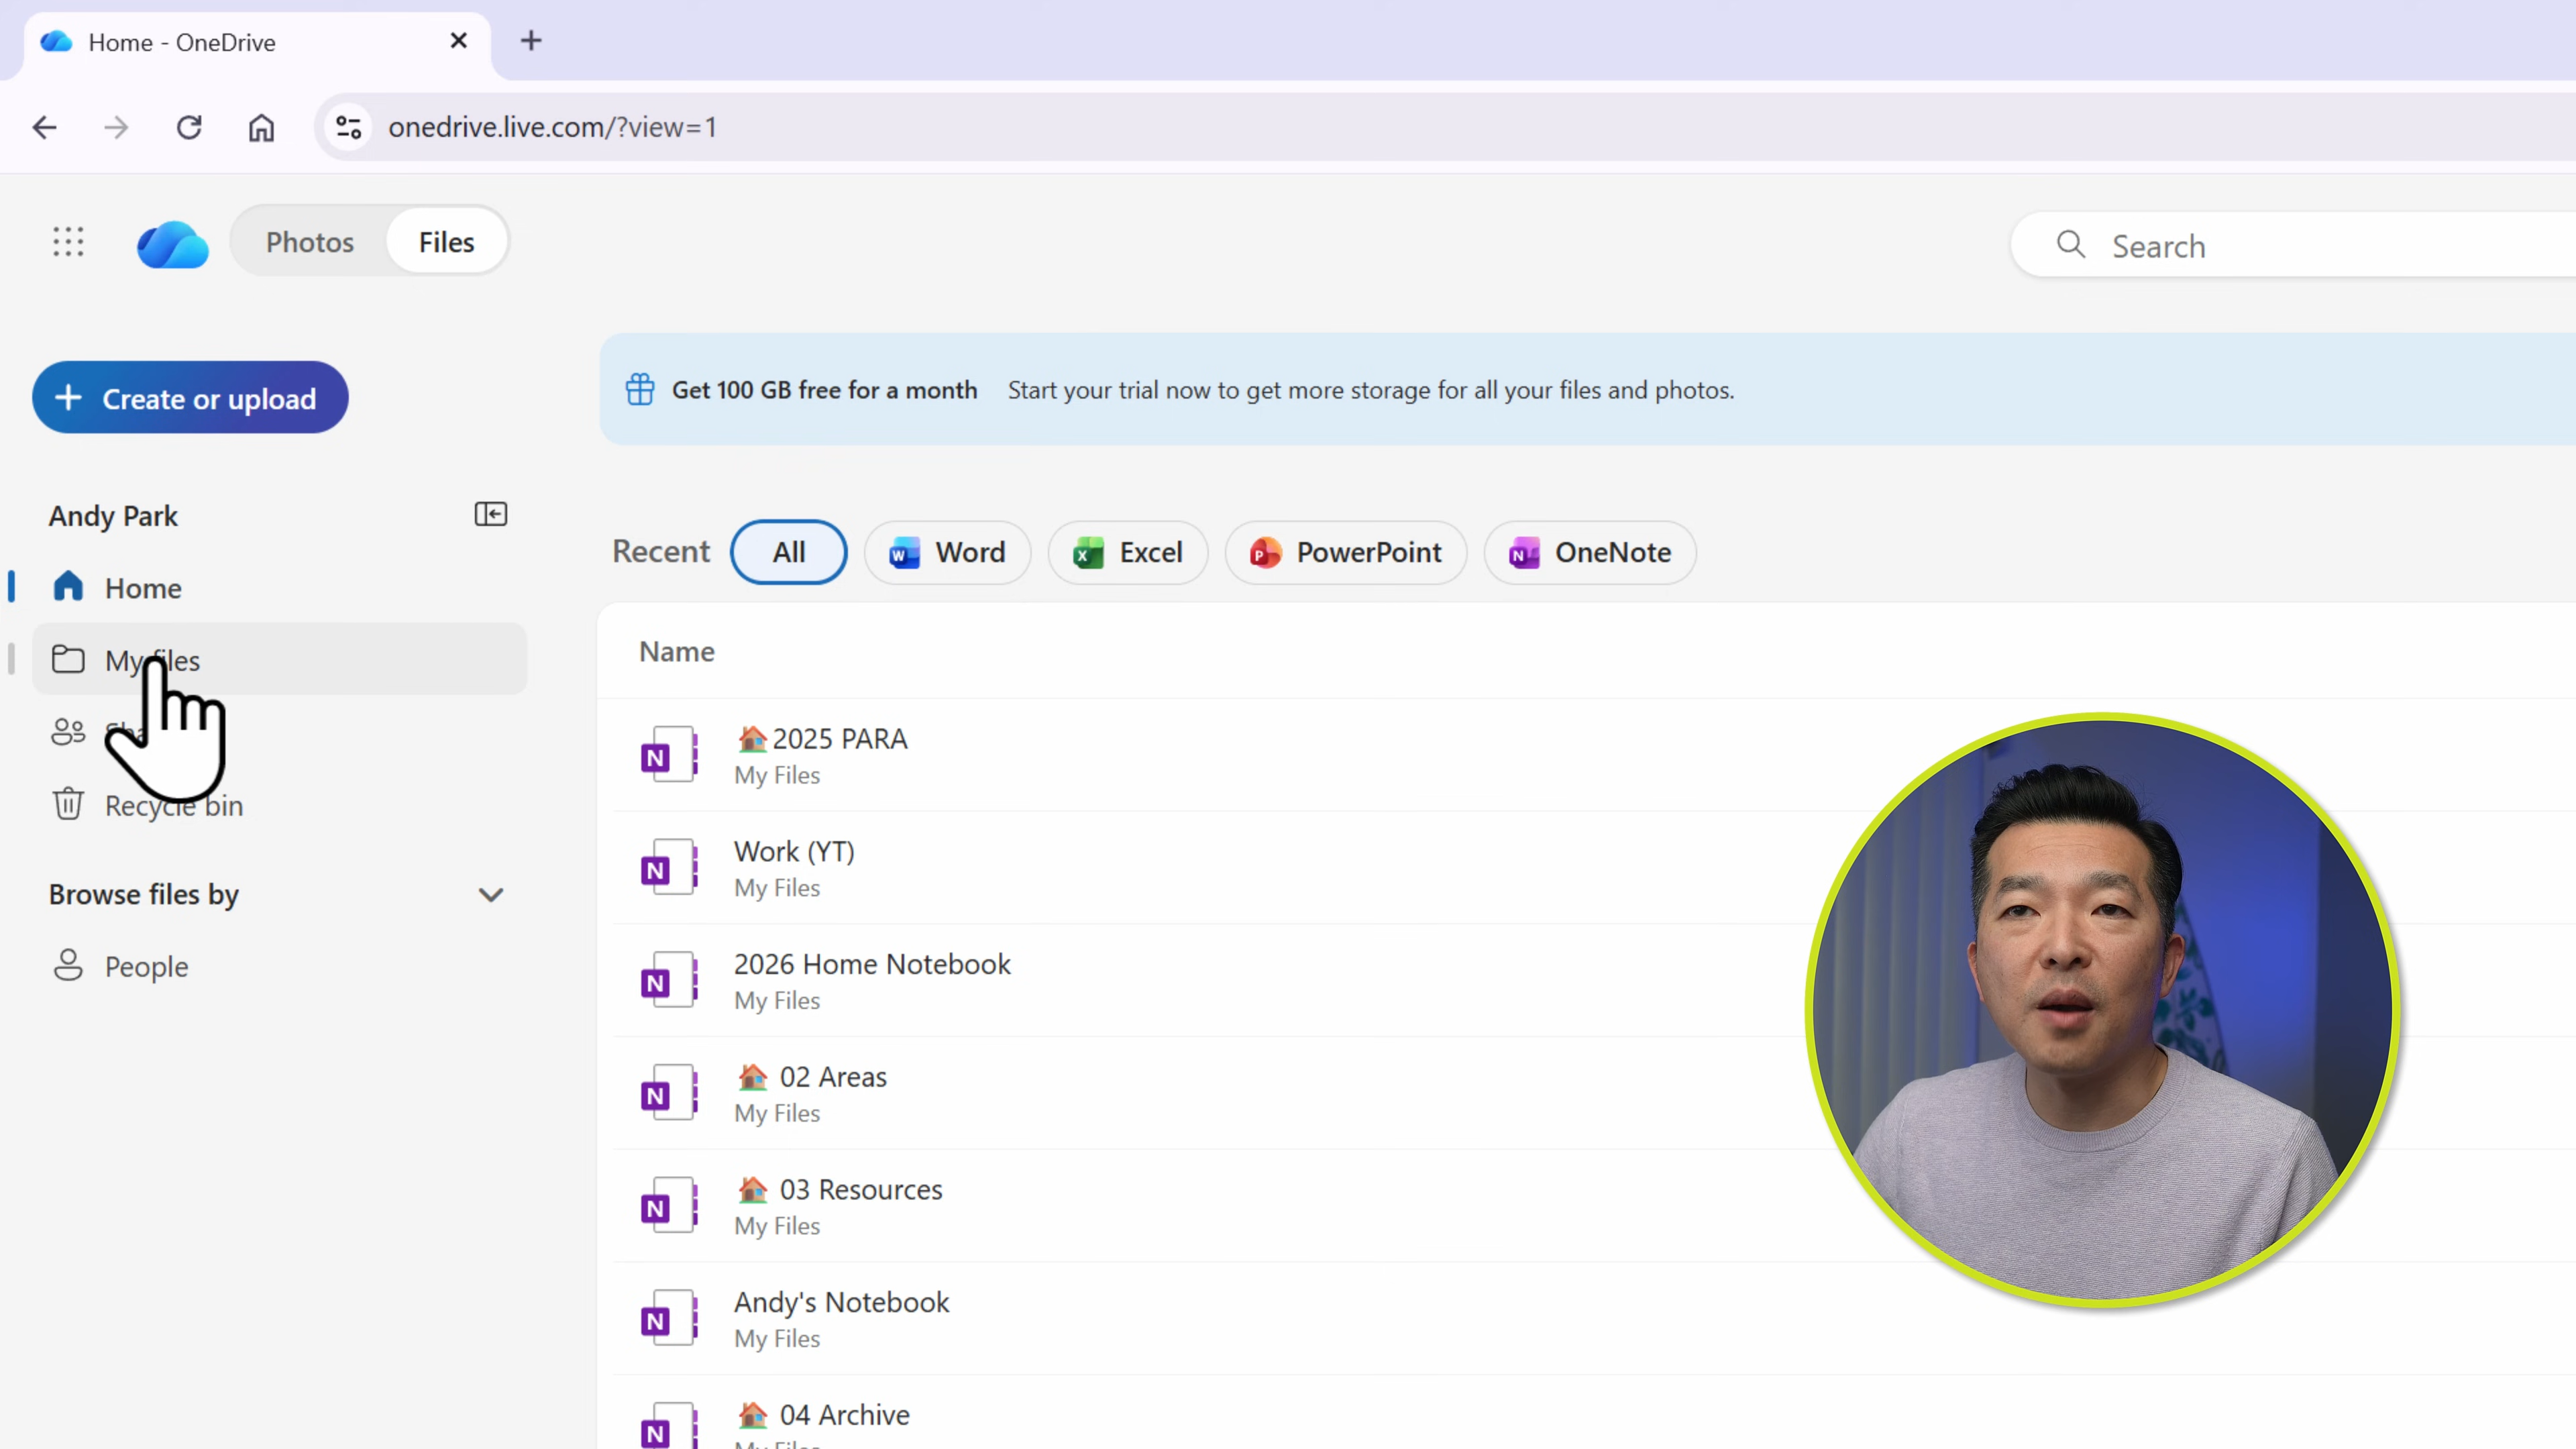 Home - OneDrive
onedrive.live.com/?view=1
Photos Files
Search
Create or upload
Get 100 GB free for a month Start your trial now to get more storage for all your files and photos.
Andy Park
Home
My files
Recycle bin
Browse files by
People
Recent All Word Excel PowerPoint OneNote
Name
2025 PARA
My Files
Work (YT)
My Files
2026 Home Notebook
My Files
02 Areas
My Files
03 Resources
My Files
Andy's Notebook
My Files
04 Archive
My Files